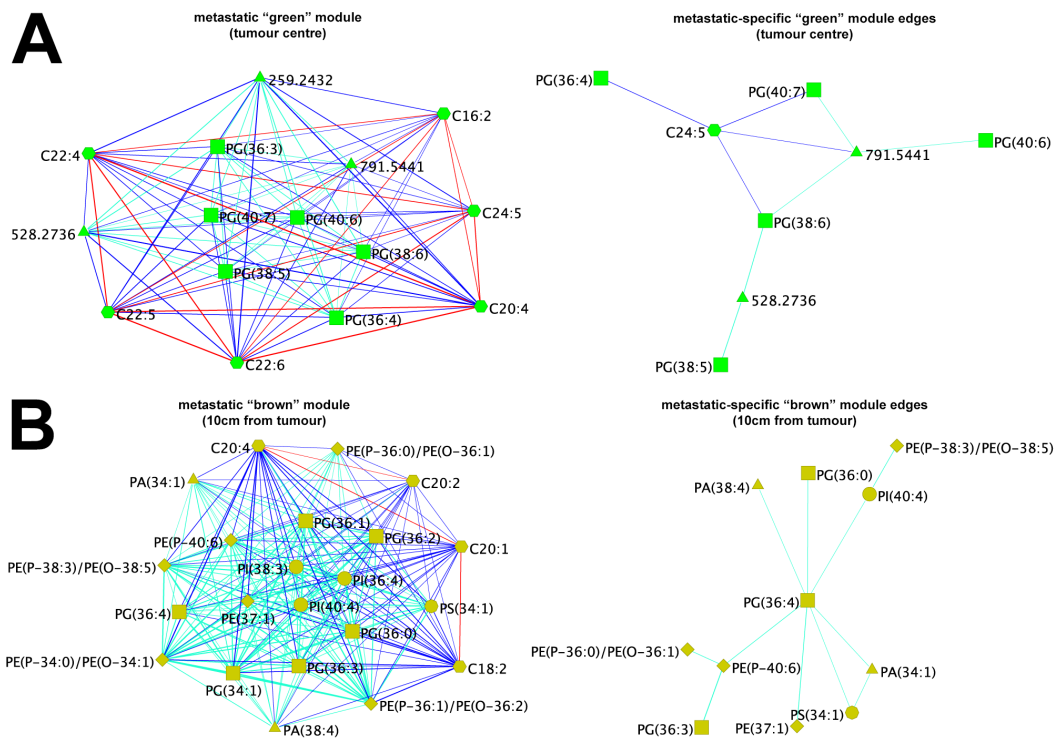 A
metastatic “green” module
(tumour centre)
259.2432
C16:2
C22:4
PG(36:3)
791.5441
C24:5
PG(40:7)
PG(40:6)
528.2736
PG(38:6)
PG(38:5)
C20:4
C22:5
PG(36:4)
C22:6
metastatic-specific “green” module edges
(tumour centre)
PG(36:4)
PG(40:7)
C24:5
PG(40:6)
791.5441
PG(38:6)
528.2736
PG(38:5)
B
metastatic “brown” module
(10cm from tumour)
C20:4
PE(P-36:0)/PE(O-36:1)
PA(34:1)
C20:2
PG(36:1)
PG(36:2)
PE(P-40:6)
C20:1
PE(P-38:3)/PE(O-38:5)
PI(38:3)
PI(36:4)
PG(36:4)
PE(37:1)
PI(40:4)
PS(34:1)
PG(36:0)
PE(P-34:0)/PE(O-34:1)
PG(36:3)
C18:2
PG(34:1)
PE(P-36:1)/PE(O-36:2)
PA(38:4)
metastatic-specific “brown” module edges
(10cm from tumour)
PE(P-38:3)/PE(O-38:5)
PG(36:0)
PA(38:4)
PI(40:4)
PG(36:4)
PE(P-36:0)/PE(O-36:1)
PE(P-40:6)
PA(34:1)
PS(34:1)
PG(36:3)
PE(37:1)